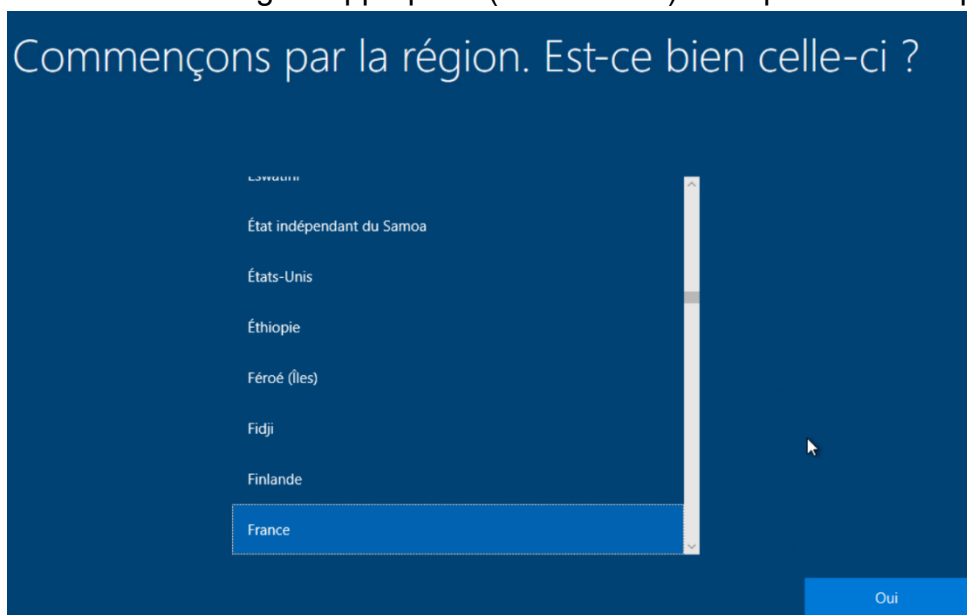 Commençons par la région. Est-ce bien celle-ci ?
Eswatini
État indépendant du Samoa
États-Unis
Éthiopie
Féroé (Îles)
Fidji
Finlande
France
Oui